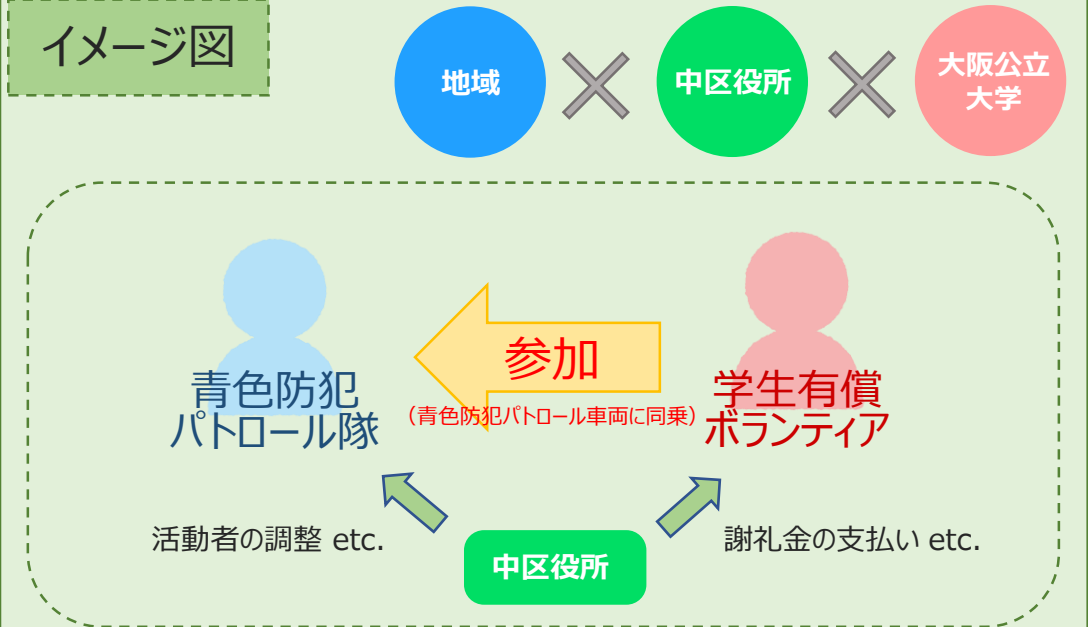 イメージ図
地域
中区役所
大阪公立
大学
参加
青色防犯
パトロール隊
(青色防犯パトロール車両に同乗)
学生有償
ボランティア
活動者の調整 etc.
中区役所
謝礼金の支払い etc.